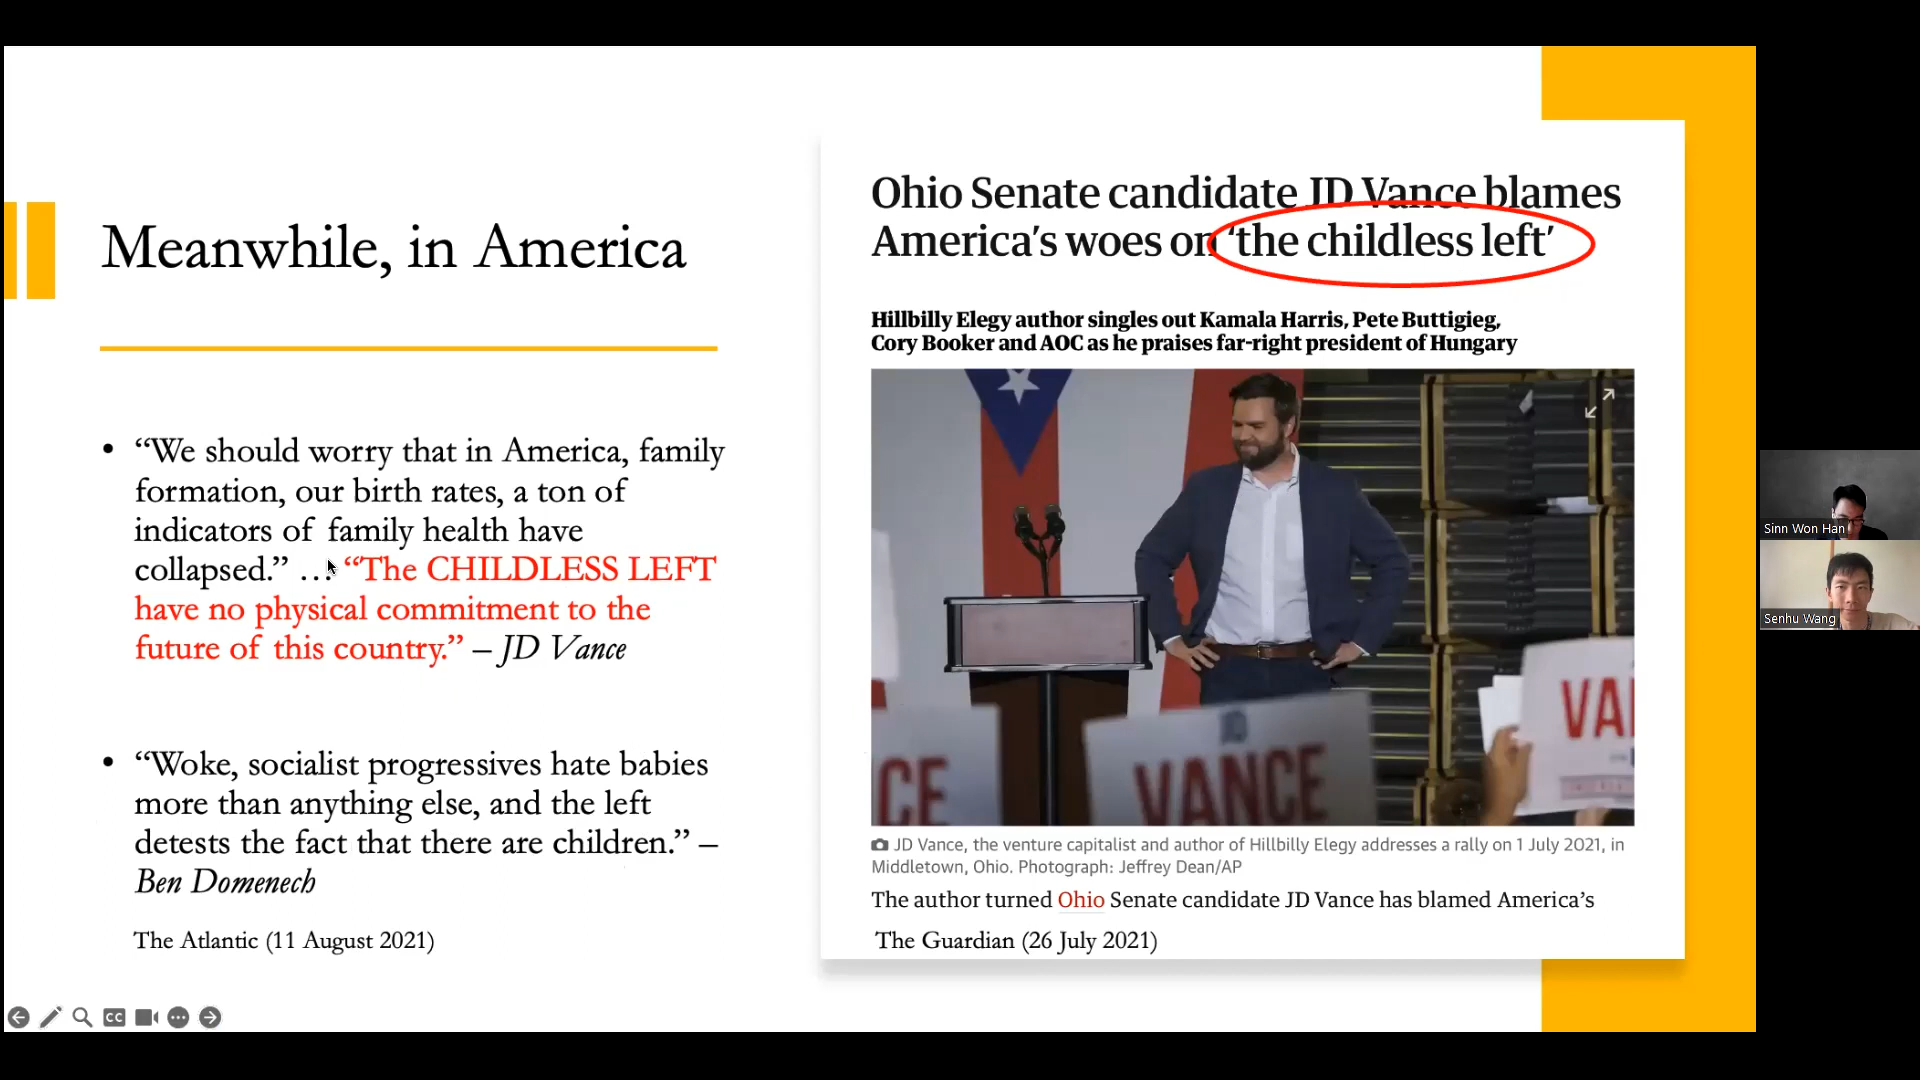 Meanwhile, in America
• “We should worry that in America, family
formation, our birth rates, a ton of
indicators of family health have
collapsed.” … “The CHILDLESS LEFT
have no physical commitment to the
future of this country.” – JD Vance
• “Woke, socialist progressives hate babies
more than anything else, and the left
detests the fact that there are children.” –
Ben Domenech
The Atlantic (11 August 2021)
Ohio Senate candidate JD Vance blames
America’s woes on ‘the childless left’
Hillbilly Elegy author singles out Kamala Harris, Pete Buttigieg,
Cory Booker and AOC as he praises far-right president of Hungary
CE
JD
VANCE
VA
JD Vance, the venture capitalist and author of Hillbilly Elegy addresses a rally on 1 July 2021, in
Middletown, Ohio. Photograph: Jeffrey Dean/AP
The author turned Ohio Senate candidate JD Vance has blamed America’s
The Guardian (26 July 2021)
CC
Sinn Won Han
Senhu Wang